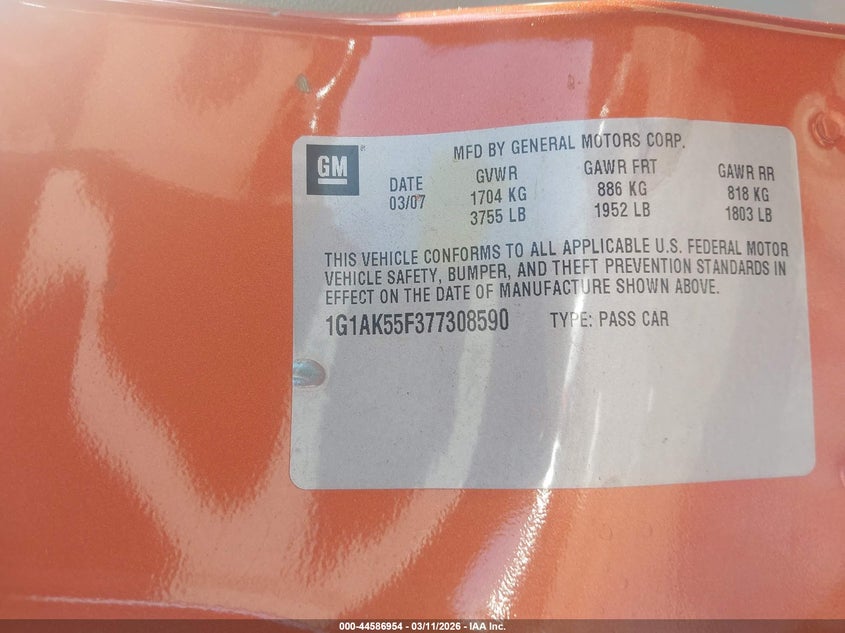 GM
MFD BY GENERAL MOTORS CORP.
DATE
03/07
GVWR
1704 KG
3755 LB
GAWR FRT
886 KG
1952 LB
GAWR RR
818 KG
1803 LB
THIS VEHICLE CONFORMS TO ALL APPLICABLE U.S. FEDERAL MOTOR
VEHICLE SAFETY, BUMPER, AND THEFT PREVENTION STANDARDS IN
EFFECT ON THE DATE OF MANUFACTURE SHOWN ABOVE.
1G1AK55F377308590 TYPE: PASS CAR
000-44586954 - 03/11/2026 - IAA Inc.